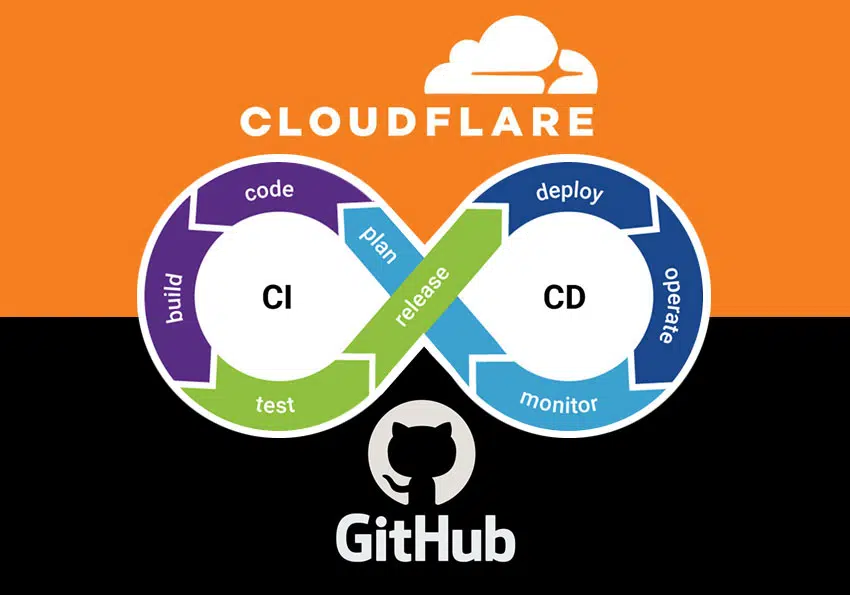 CLOUDFLARE
code
deploy
plan
build
CI
release
CD
operate
test
monitor
GitHub